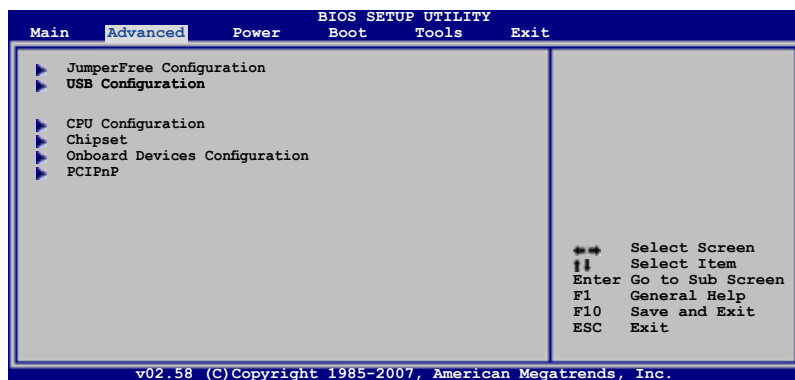 BIOS SETUP UTILITY
Main Advanced Power Boot Tools Exit
JumperFree Configuration
USB Configuration
CPU Configuration
Chipset
Onboard Devices Configuration
PCIPnP
Select Screen
Select Item
Enter Go to Sub Screen
F1 General Help
F10 Save and Exit
ESC Exit
v02.58 (C)Copyright 1985-2007, American Megatrends, Inc.